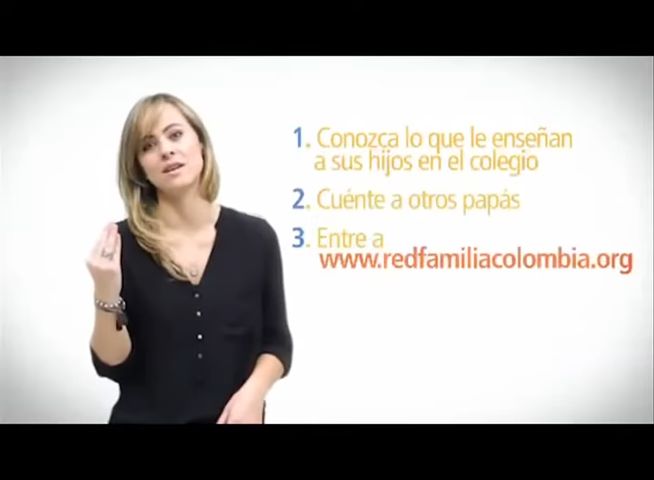 1. Conozca lo que le enseñan
a sus hijos en el colegio
2. Cuénte a otros papás
3. Entre a
www.redfamiliacolombia.org